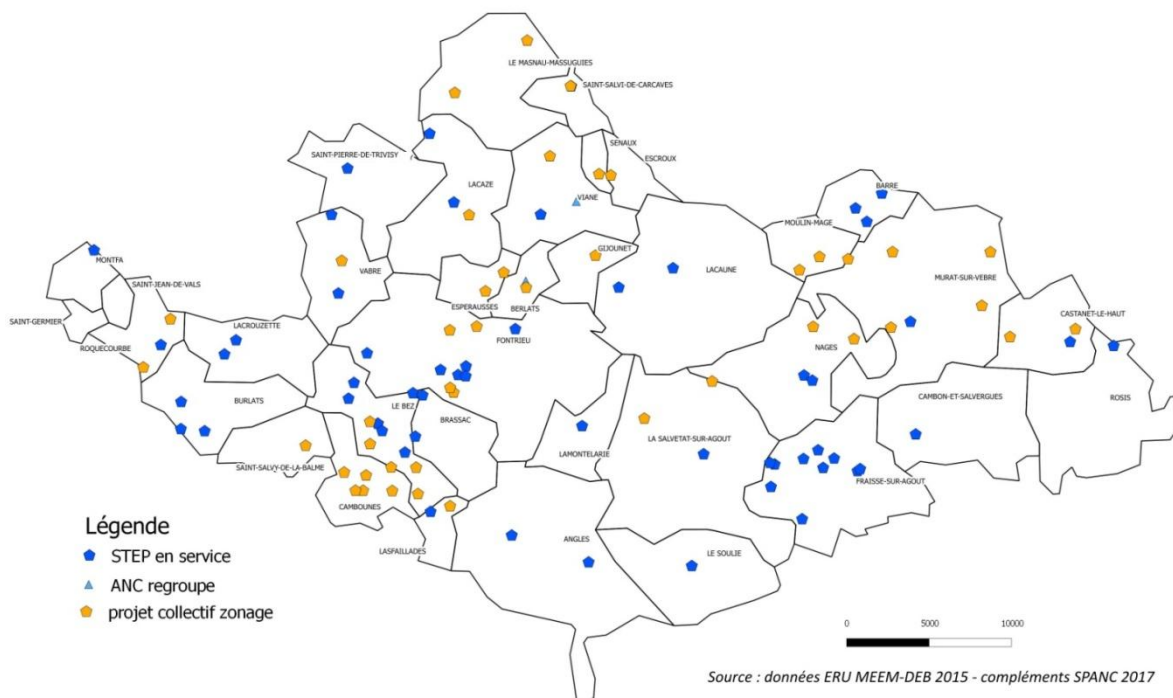 LE MASNAU-MASSUGUIES
SAINT-SALVI-DE-CARCAVES
SENAUX
SAINT-PIERRE-DE-TRIVISY
ESCROUX
LACAZE
BARRE
VIANE
MOULIN-MAGE
GIJOUNET
MONTFA
LACAUNE
VABRE
MURAT-SUR-VEBRE
SAINT-JEAN-DE-VALS
ESPERAUSSES
BERLATS
CASTANET-LE-HAUT
SAINT-GERMIER
LACROUZETTE
FONTRIEU
ROQUECOURBE
NAGES
BURLATS
LE BEZ
CAMBON-ET-SALVERGUES
ROSIS
BRASSAC
LA SALVETAT-SUR-AGOUT
LAMONTELARIE
SAINT-SALVY-DE-LA-BALME
FRAISSE-SUR-AGOUT
CAMBOUNES
ANGLES
LASFAILLADES
LE SOULIE
Légende
STEP en service
ANC regroupe
projet collectif zonage
0 5000 10000
Source : données ERU MEEM-DEB 2015 - compléments SPANC 2017